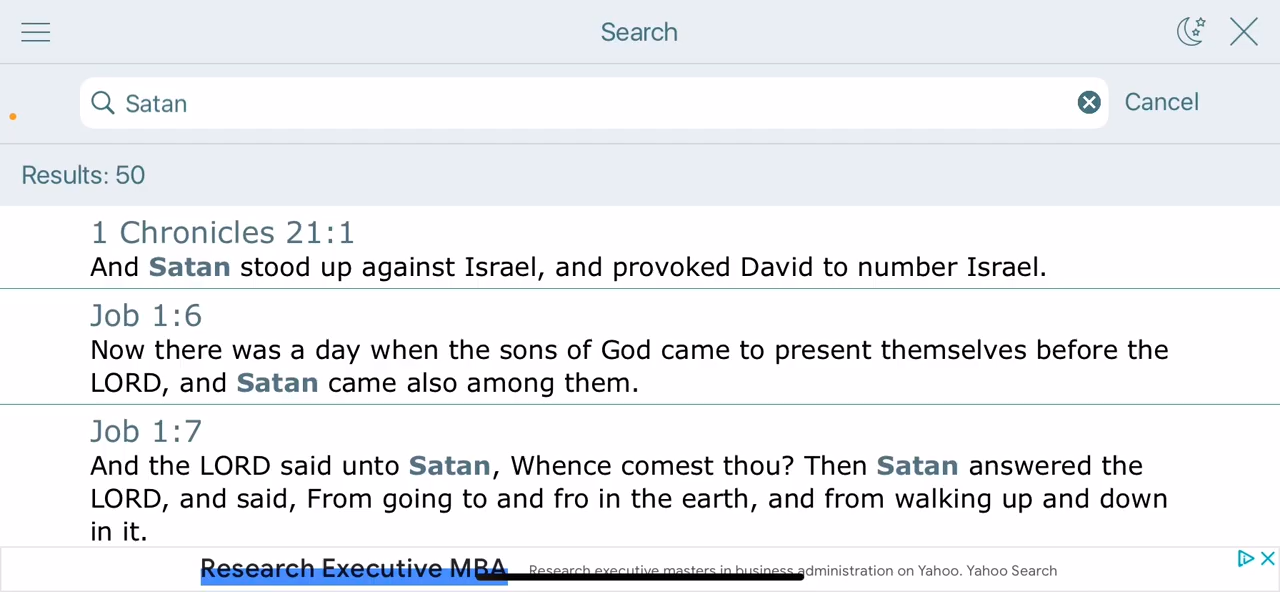 Search
Satan
Cancel
Results: 50
1 Chronicles 21:1
And Satan stood up against Israel, and provoked David to number Israel.
Job 1:6
Now there was a day when the sons of God came to present themselves before the
LORD, and Satan came also among them.
Job 1:7
And the LORD said unto Satan, Whence comest thou? Then Satan answered the
LORD, and said, From going to and fro in the earth, and from walking up and down
in it.
Research Executive MBA
Research executive masters in business administration on Yahoo. Yahoo Search